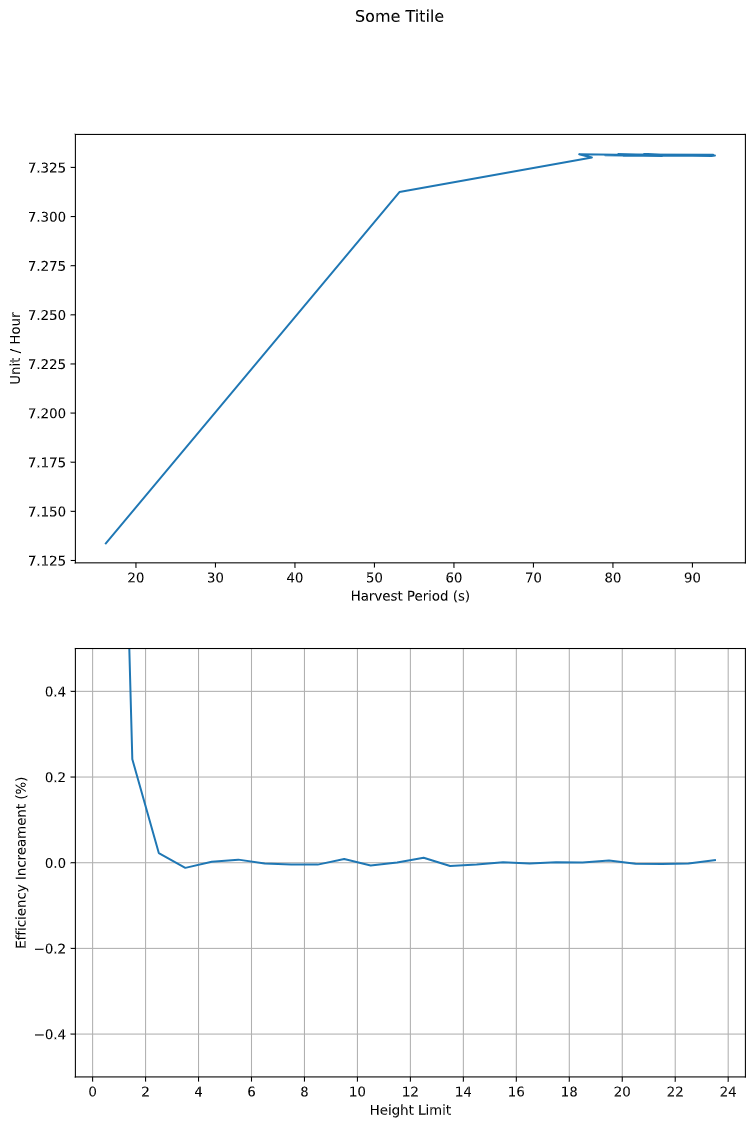 Some Titile
7.325
7.300
7.275
7.250
7.225
7.200
7.175
7.150
7.125
Unit / Hour
20 30 40 50 60 70 80 90
Harvest Period (s)
0.4
0.2
0.0
−0.2
−0.4
Efficiency Increament (%)
0 2 4 6 8 10 12 14 16 18 20 22 24
Height Limit